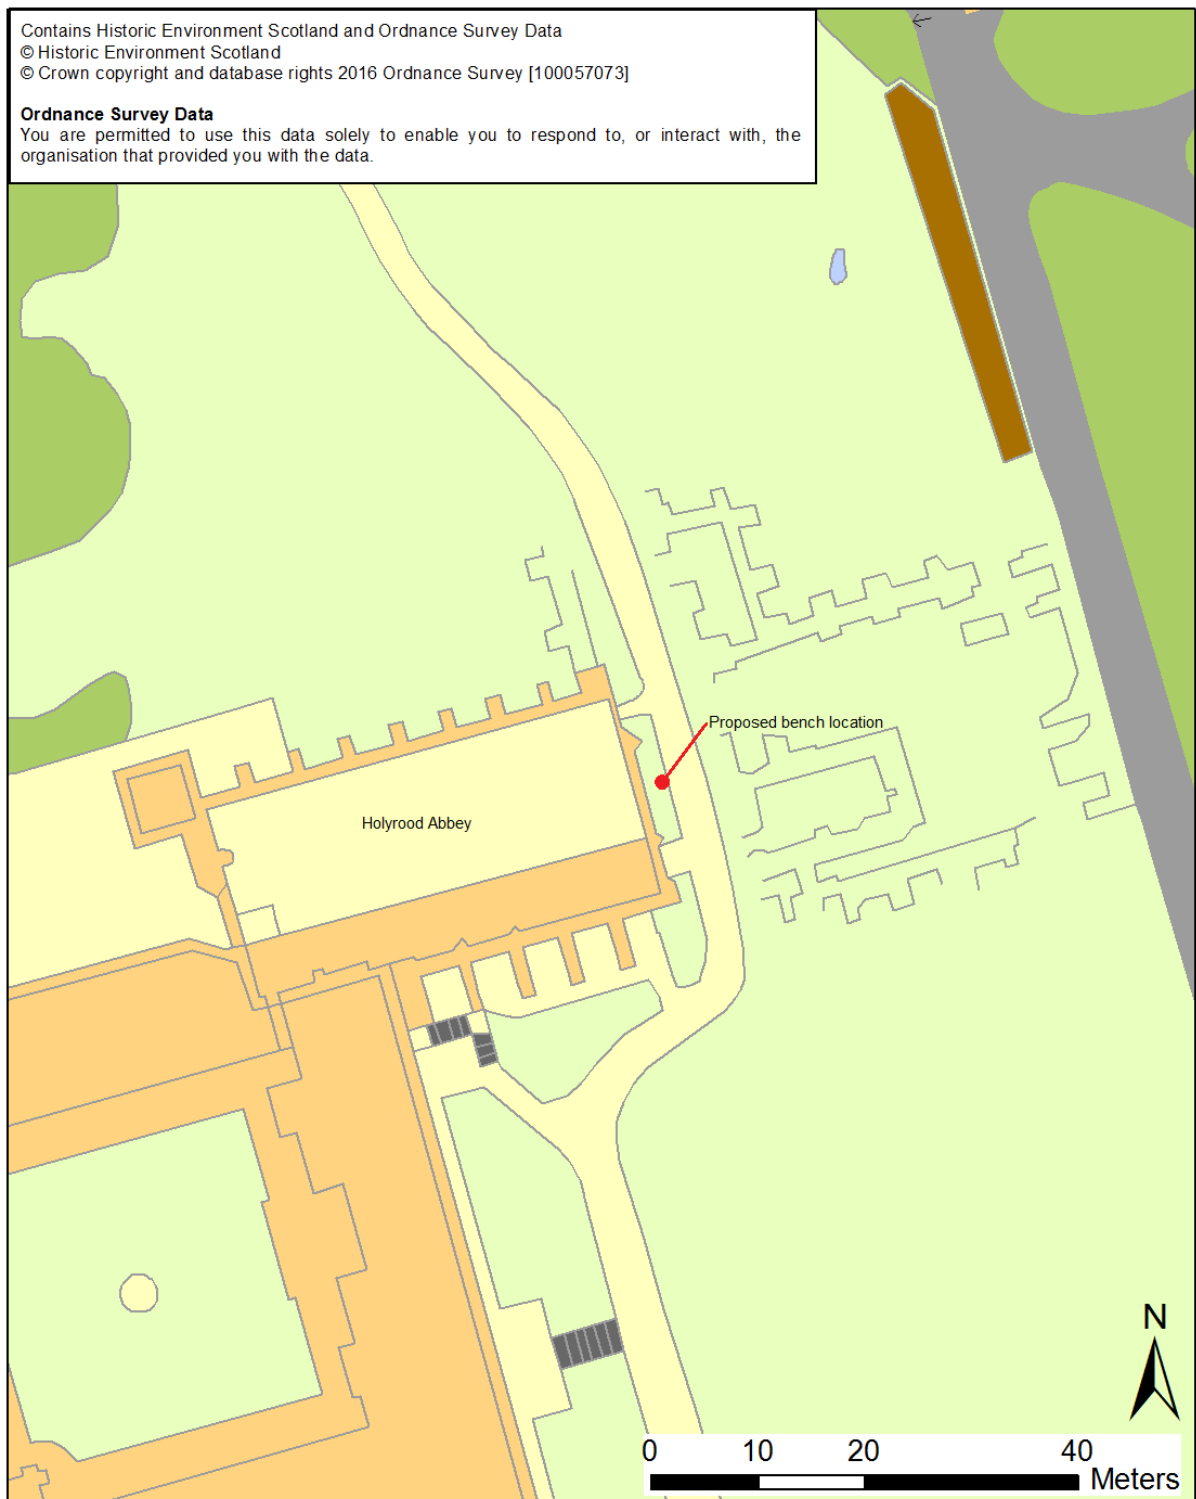 Contains Historic Environment Scotland and Ordnance Survey Data
© Historic Environment Scotland
© Crown copyright and database rights 2016 Ordnance Survey [100057073]
Ordnance Survey Data
You are permitted to use this data solely to enable you to respond to, or interact with, the
organisation that provided you with the data.
Proposed bench location
Holyrood Abbey
N
0 10 20 40
Meters